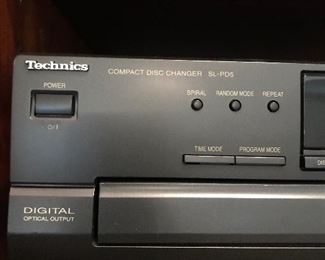 Technics
COMPACT DISC CHANGER SL-PD5
POWER
SPIRAL RANDOM MODE REPEAT
TIME MODE PROGRAM MODE
DIGITAL
OPTICAL OUTPUT